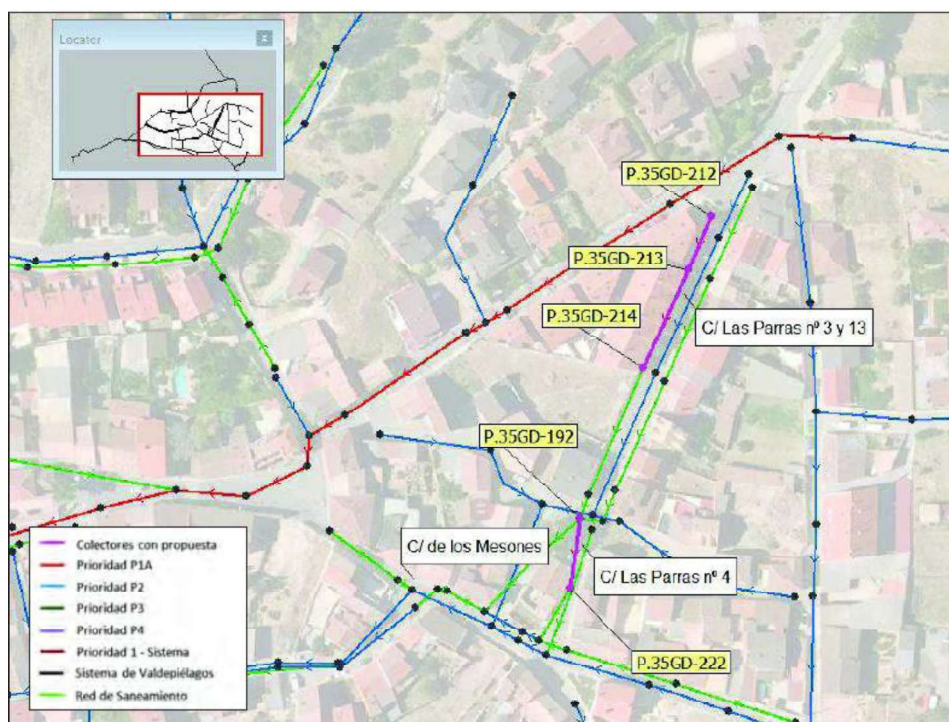 Locator
x
P.35GD-212
P.35GD-213
P.35GD-214
C/ Las Parras nº 3 y 13
P.35GD-192
C/ de los Mesones
C/ Las Parras nº 4
P.35GD-222
Colectores con propuesta
Prioridad P1A
Prioridad P2
Prioridad P3
Prioridad P4
Prioridad 1 - Sistema
Sistema de Valdepiélagos
Red de Saneamiento